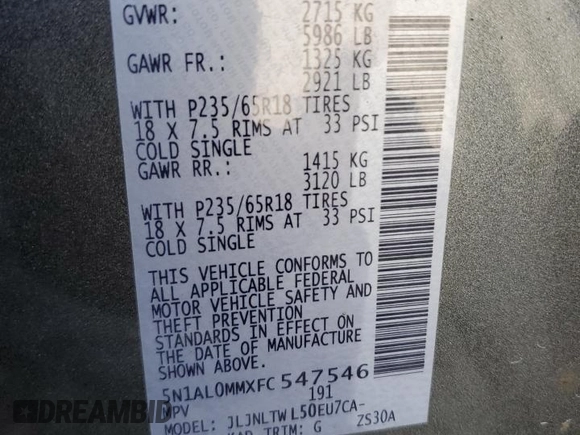 GVWR: 2715 KG
5986 LB
GAWR FR.: 1325 KG
2921 LB
WITH P235/65R18 TIRES
18 X 7.5 RIMS AT 33 PSI
COLD SINGLE
GAWR RR.: 1415 KG
3120 LB
WITH P235/65R18 TIRES
18 X 7.5 RIMS AT 33 PSI
COLD SINGLE
THIS VEHICLE CONFORMS TO
ALL APPLICABLE FEDERAL
MOTOR VEHICLE SAFETY AND
THEFT PREVENTION
STANDARDS IN EFFECT ON
THE DATE OF MANUFACTURE
SHOWN ABOVE.
5N1AL0MMXFC547546
MPV 191
MODEL: JLJNLTWL50EU7CA-
TRIM: G ZS30A
BIDHISTORY